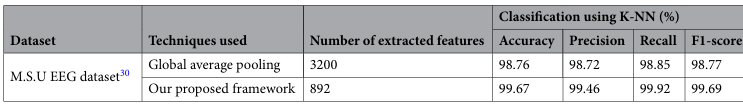 Classification using K-NN (%)
Dataset Techniques used Number of extracted features Accuracy Precision Recall F1-score
M.S.U EEG dataset30
Global average pooling 3200 98.76 98.72 98.85 98.77
Our proposed framework 892 99.67 99.46 99.92 99.69